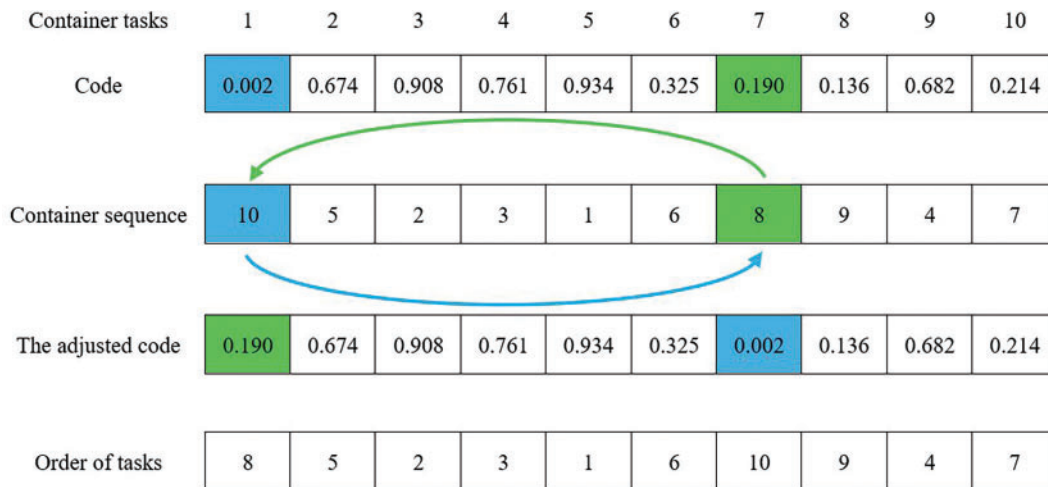 Container tasks 1 2 3 4 5 6 7 8 9 10
Code 0.002 0.674 0.908 0.761 0.934 0.325 0.190 0.136 0.682 0.214
Container sequence 10 5 2 3 1 6 8 9 4 7
The adjusted code 0.190 0.674 0.908 0.761 0.934 0.325 0.002 0.136 0.682 0.214
Order of tasks 8 5 2 3 1 6 10 9 4 7